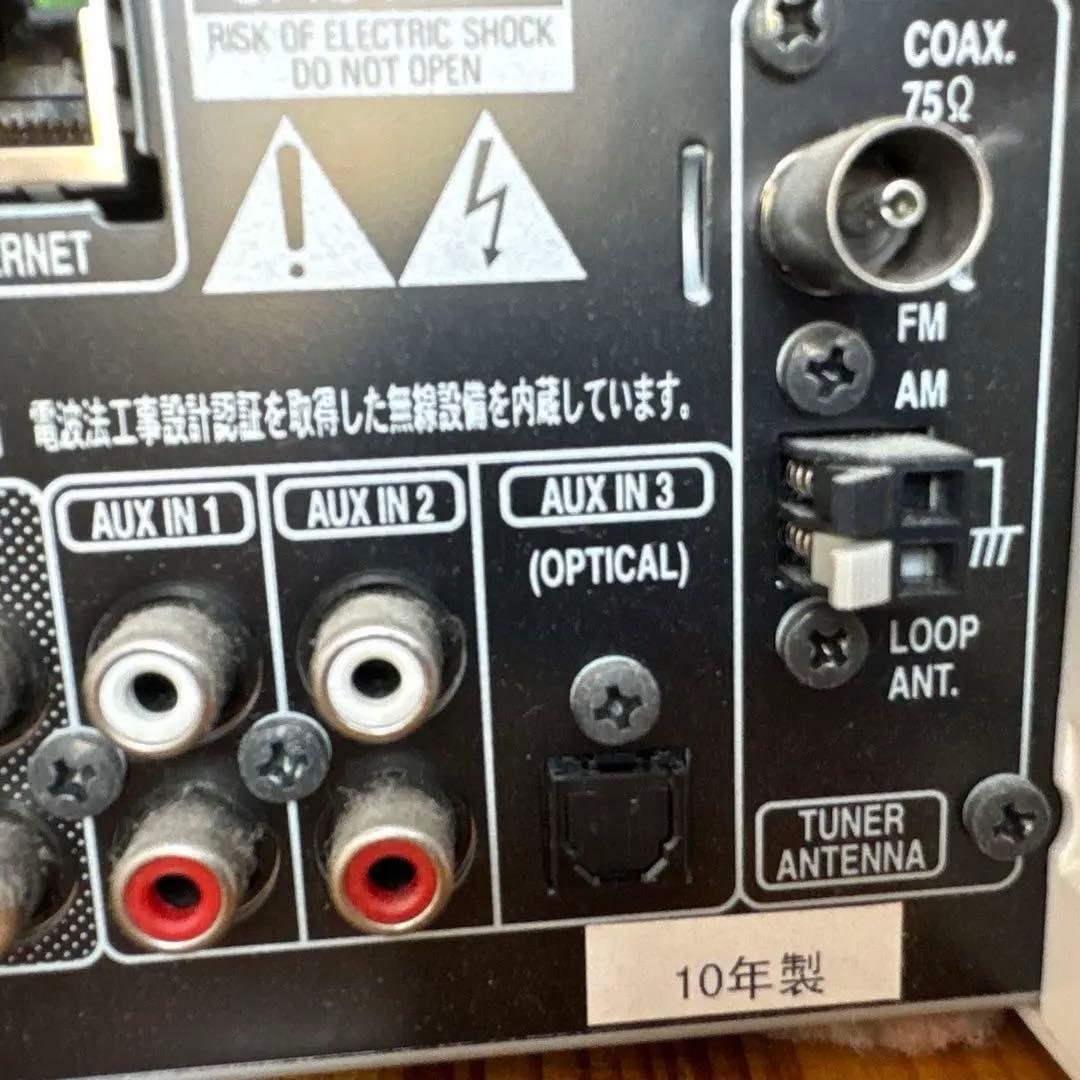 RISK OF ELECTRIC SHOCK
DO NOT OPEN
COAX.
75Ω
FM
AM
LOOP
ANT.
TUNER
ANTENNA
電波法工事設計認証を取得した無線設備を内蔵しています。
AUX IN 1
AUX IN 2
AUX IN 3
(OPTICAL)
10年製